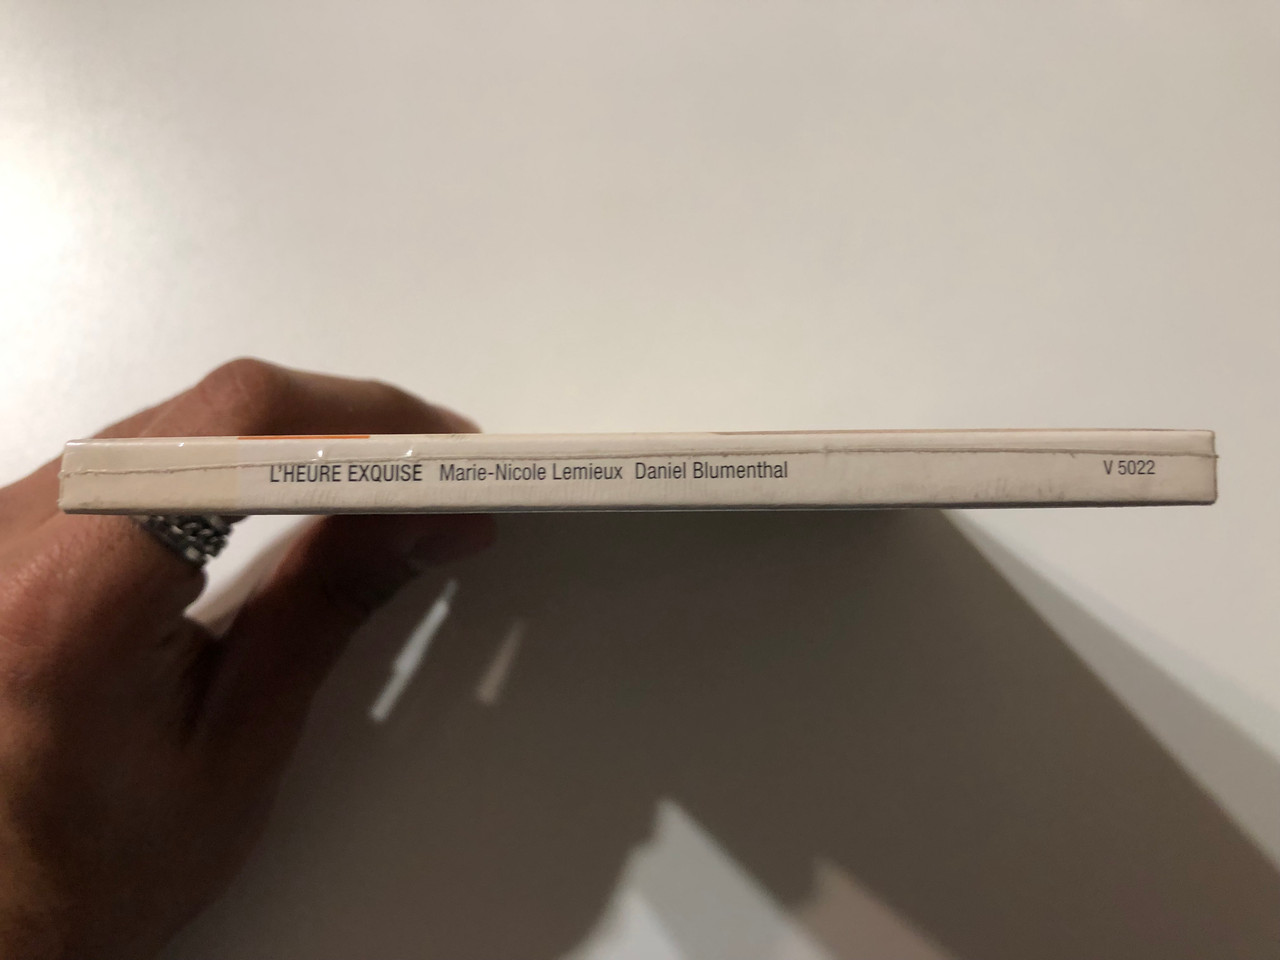 L'HEURE EXQUISE Marie-Nicole Lemieux Daniel Blumenthal V 5022